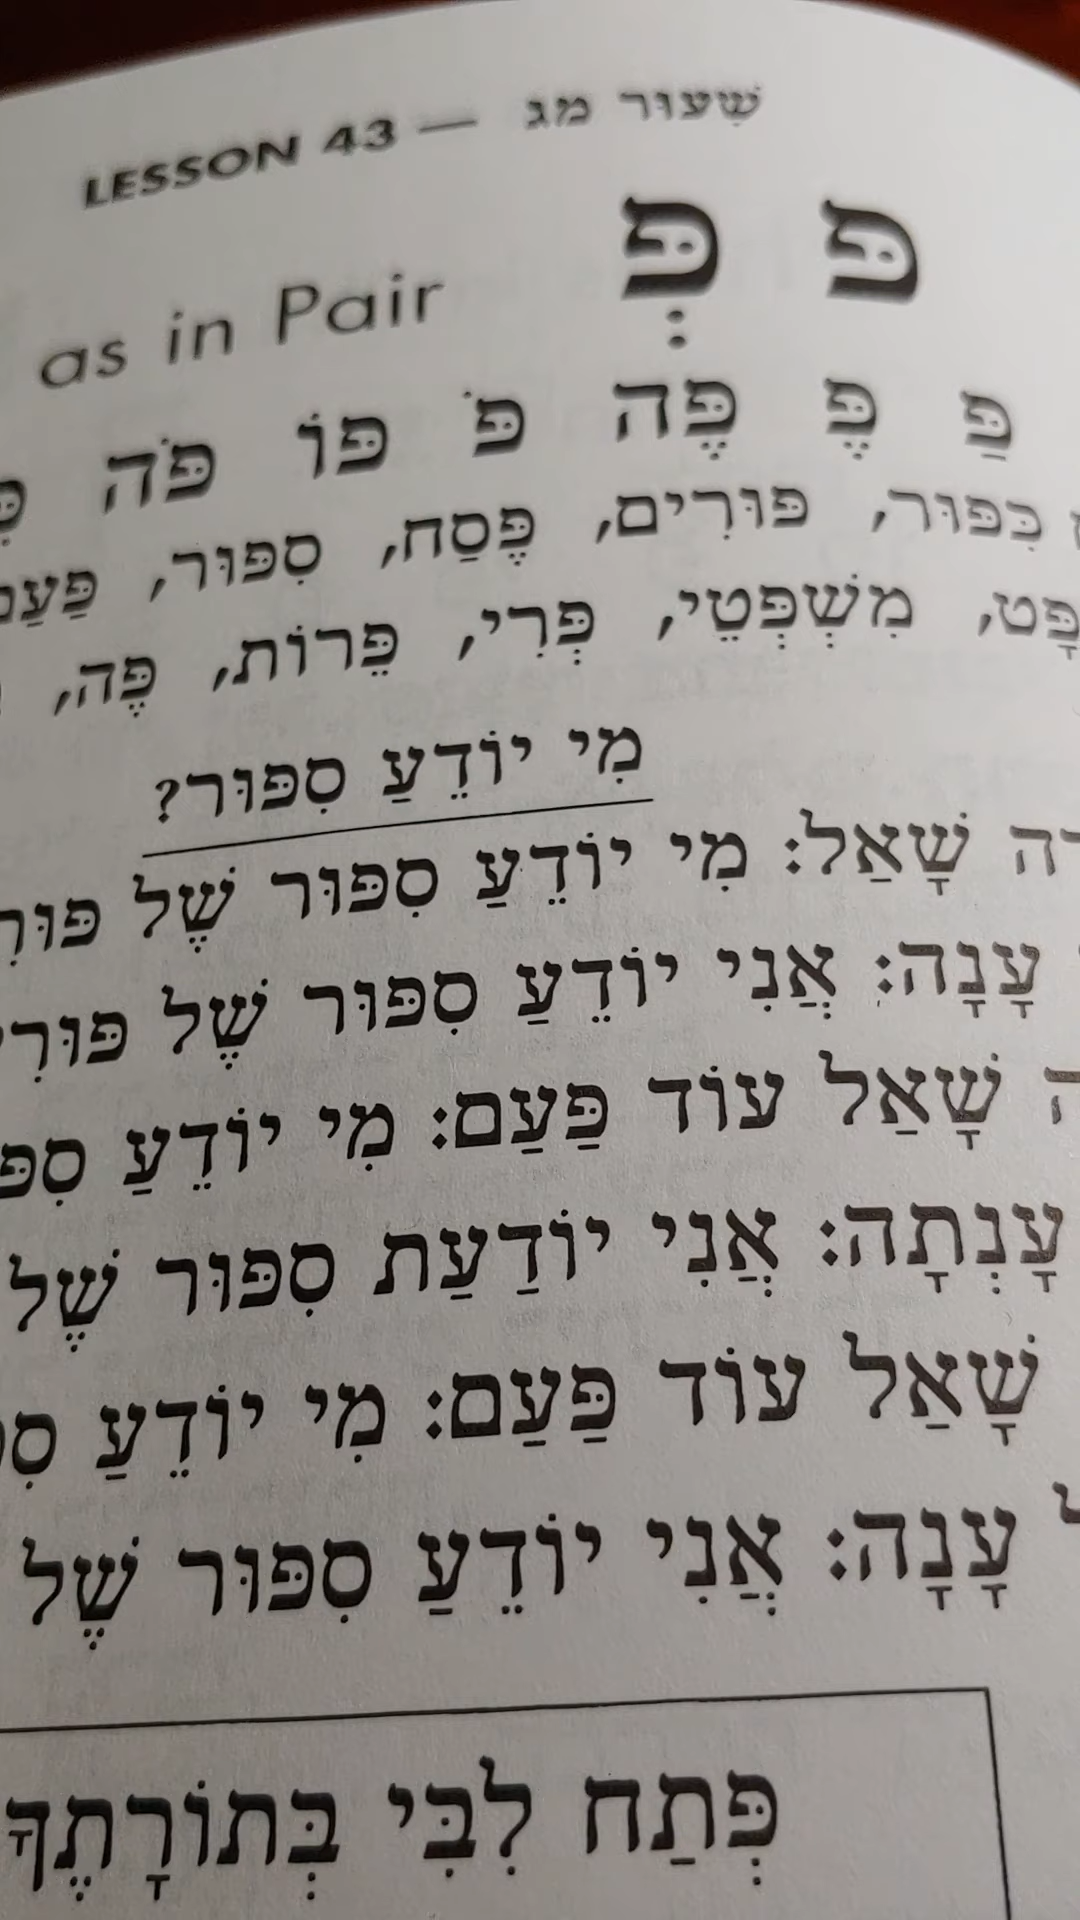 LESSON 43 — שִׁעוּר מג
פּ פְּ
as in Pair
פַּ פֶּ פֶּה פֹּ פּוֹ פֹּה
כִּפּוּר, פּוּרִים, פֶּסַח, סִפּוּר,
מִשְׁפְּטֵי, פְּרִי, פֵּרוֹת, פֶּה,
מִי יוֹדֵעַ סִפּוּר?
שָׁאַל: מִי יוֹדֵעַ סִפּוּר שֶׁל
עָנָה: אֲנִי יוֹדֵעַ סִפּוּר שֶׁל
שָׁאַל עוֹד פַּעַם: מִי יוֹדֵעַ
עָנְתָה: אֲנִי יוֹדַעַת סִפּוּר שֶׁל
שָׁאַל עוֹד פַּעַם: מִי יוֹדֵעַ
עָנָה: אֲנִי יוֹדֵעַ סִפּוּר שֶׁל
פְּתַח לִבִּי בְּתוֹרָתֶךָ